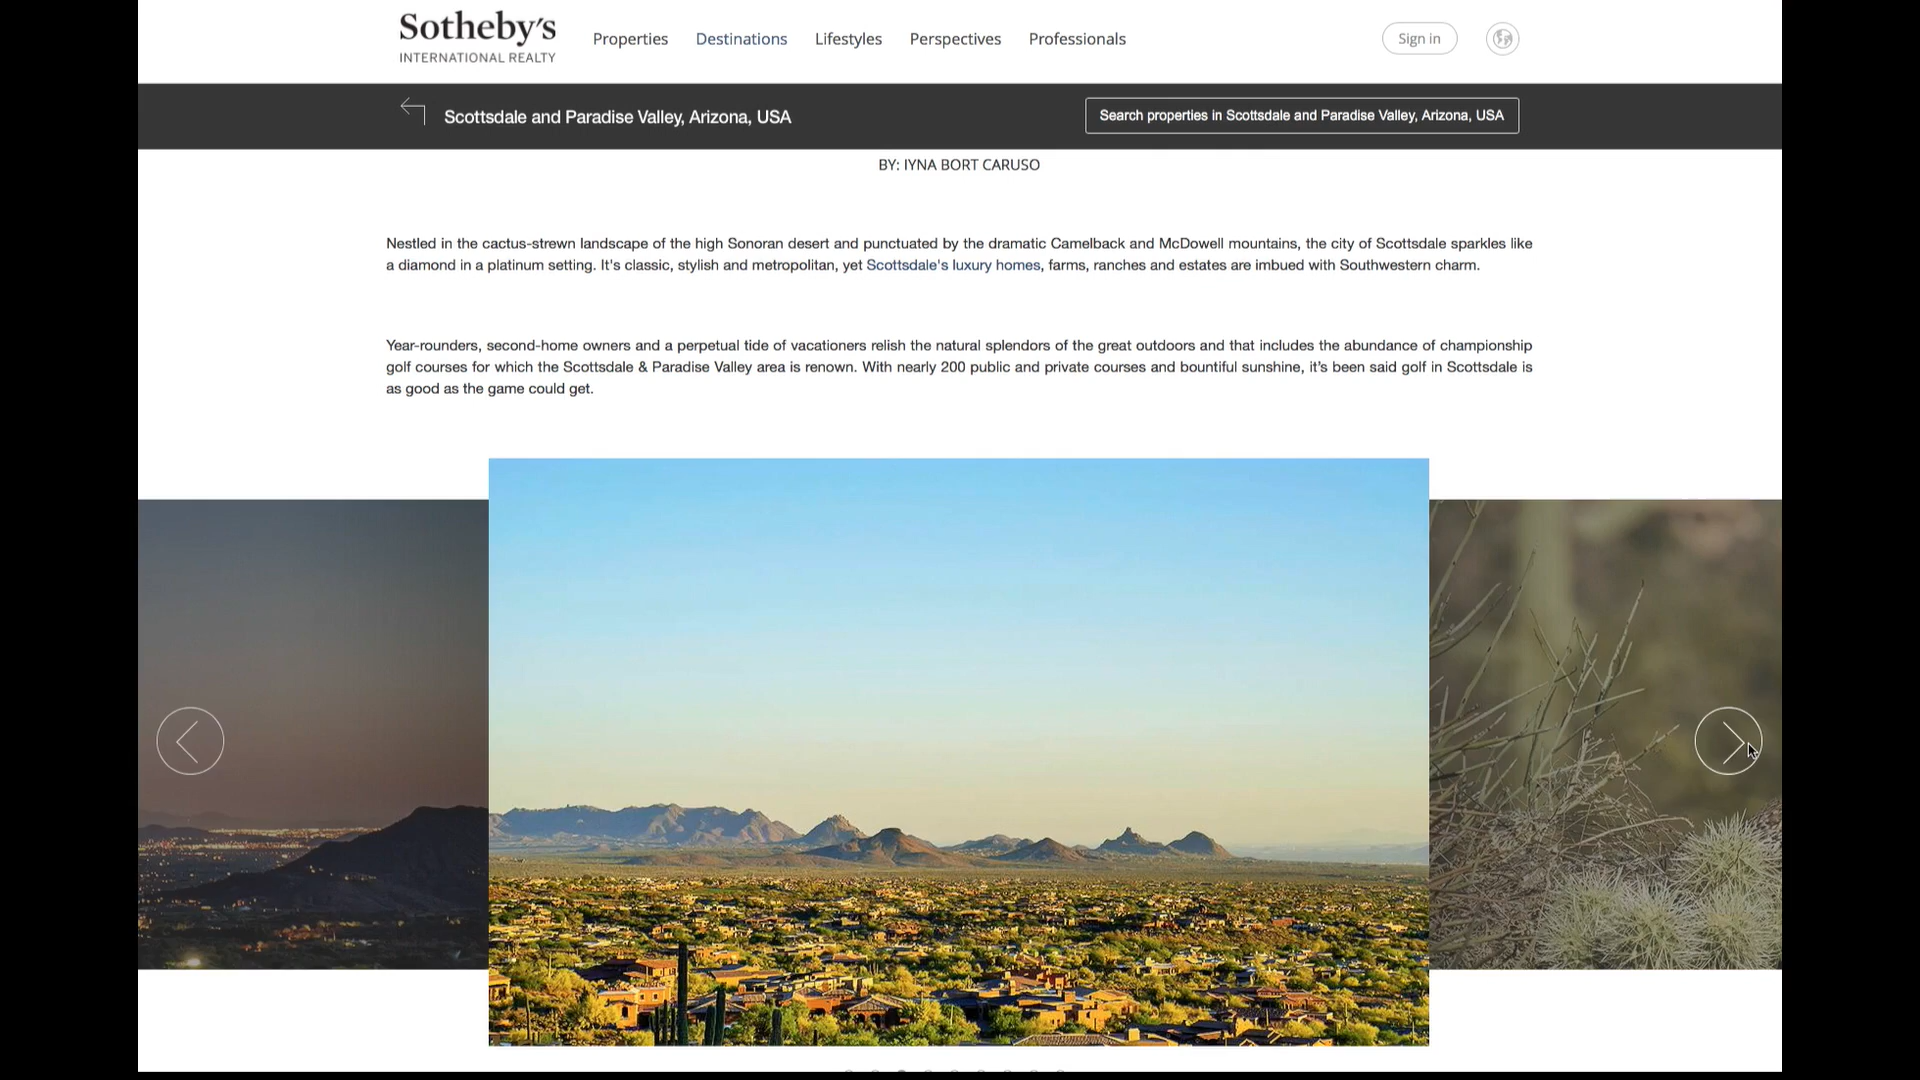 Sotheby's
INTERNATIONAL REALTY
Properties
Destinations
Lifestyles
Perspectives
Professionals
Sign in
Scottsdale and Paradise Valley, Arizona, USA
Search properties in Scottsdale and Paradise Valley, Arizona, USA
BY: IYNA BORT CARUSO
Nestled in the cactus-strewn landscape of the high Sonoran desert and punctuated by the dramatic Camelback and McDowell mountains, the city of Scottsdale sparkles like
a diamond in a platinum setting. It's classic, stylish and metropolitan, yet Scottsdale's luxury homes, farms, ranches and estates are imbued with Southwestern charm.
Year-rounders, second-home owners and a perpetual tide of vacationers relish the natural splendors of the great outdoors and that includes the abundance of championship
golf courses for which the Scottsdale & Paradise Valley area is renown. With nearly 200 public and private courses and bountiful sunshine, it’s been said golf in Scottsdale is
as good as the game could get.